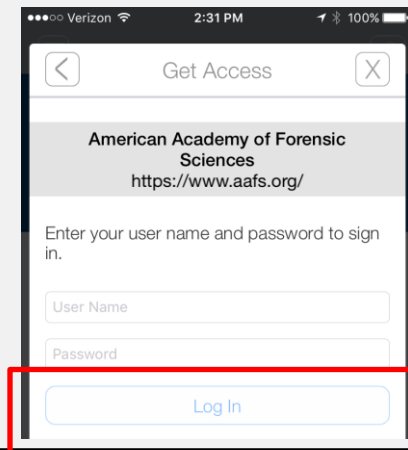 Verizon 2:31 PM 100%
Get Access X
American Academy of Forensic
Sciences
https://www.aafs.org/
Enter your user name and password to sign
in.
User Name
Password
Log In